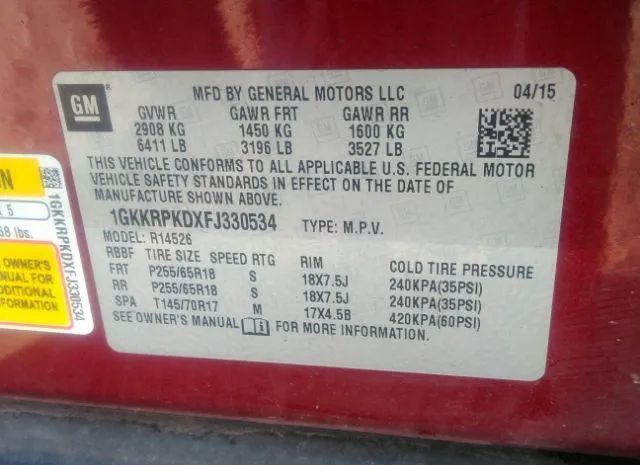 GM
MFD BY GENERAL MOTORS LLC 04/15
GVWR GAWR FRT GAWR RR
2908 KG 1450 KG 1600 KG
6411 LB 3196 LB 3527 LB
THIS VEHICLE CONFORMS TO ALL APPLICABLE U.S. FEDERAL MOTOR
VEHICLE SAFETY STANDARDS IN EFFECT ON THE DATE OF
MANUFACTURE SHOWN ABOVE.
1GKKRPKDXFJ330534 TYPE: M.P.V.
MODEL: R14526
RBBF TIRE SIZE SPEED RTG RIM COLD TIRE PRESSURE
FRT P255/65R18 S 18X7.5J 240KPA(35PSI)
RR P255/65R18 S 18X7.5J 240KPA(35PSI)
SPA T145/70R17 M 17X4.5B 420KPA(60PSI)
SEE OWNER'S MANUAL FOR MORE INFORMATION.
5
lbs.
OWNER'S
MANUAL FOR
ADDITIONAL
1GKKRPKDXFJ330534